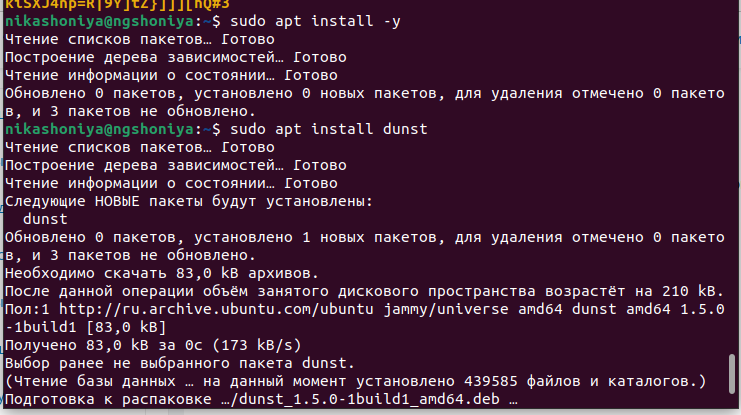 nikashoniya@ngshoniya:~$ sudo apt install -y
Чтение списков пакетов… Готово
Построение дерева зависимостей… Готово
Чтение информации о состоянии… Готово
Обновлено 0 пакетов, установлено 0 новых пакетов, для удаления отмечено 0 пакето
в, и 3 пакетов не обновлено.
nikashoniya@ngshoniya:~$ sudo apt install dunst
Чтение списков пакетов… Готово
Построение дерева зависимостей… Готово
Чтение информации о состоянии… Готово
Следующие НОВЫЕ пакеты будут установлены:
dunst
Обновлено 0 пакетов, установлено 1 новых пакетов, для удаления отмечено 0 пакето
в, и 3 пакетов не обновлено.
Необходимо скачать 83,0 kB архивов.
После данной операции объём занятого дискового пространства возрастёт на 210 kB.
Пол:1 http://ru.archive.ubuntu.com/ubuntu jammy/universe amd64 dunst amd64 1.5.0
-1build1 [83,0 kB]
Получено 83,0 kB за 0с (173 kB/s)
Выбор ранее не выбранного пакета dunst.
(Чтение базы данных … на данный момент установлено 439585 файлов и каталогов.)
Подготовка к распаковке …/dunst_1.5.0-1build1_amd64.deb …